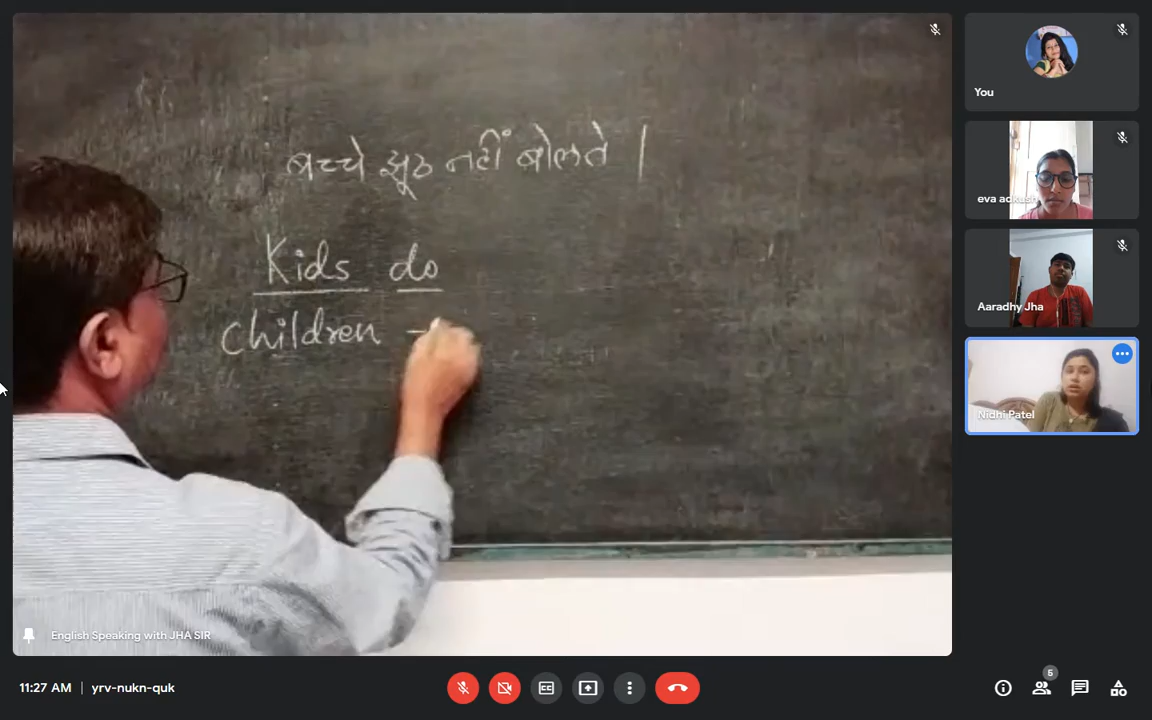 बच्चे झूठ नहीं बोलते |
Kids do
Children
English Speaking with JHA SIR
You
Aaradhy Jha
Nidhi Patel
11:27 AM | yrv-nukn-quk
CC
5